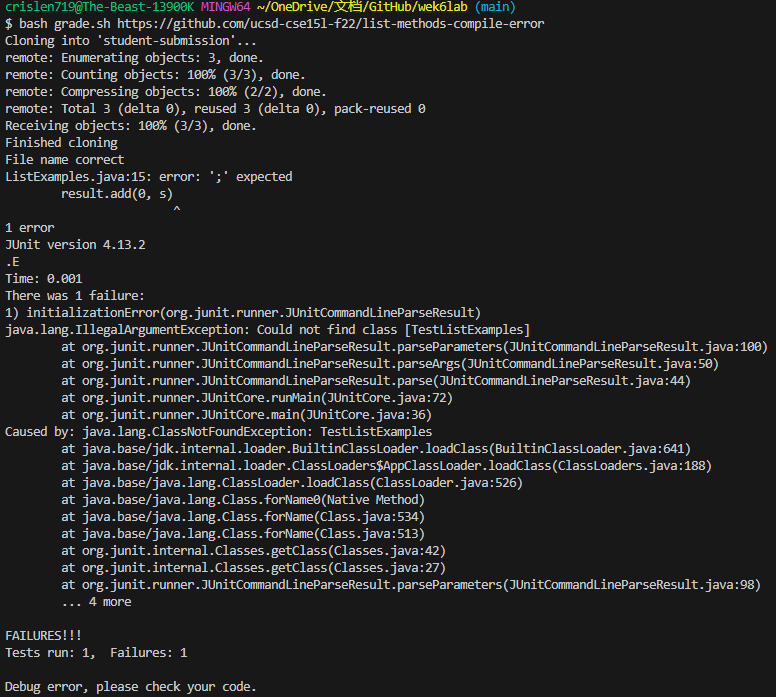 crislen719@The-Beast-13900K MINGW64 ~/OneDrive/文档/GitHub/wek6lab (main)
$ bash grade.sh https://github.com/ucsd-cse15l-f22/list-methods-compile-error
Cloning into 'student-submission'...
remote: Enumerating objects: 3, done.
remote: Counting objects: 100% (3/3), done.
remote: Compressing objects: 100% (2/2), done.
remote: Total 3 (delta 0), reused 3 (delta 0), pack-reused 0
Receiving objects: 100% (3/3), done.
Finished cloning
File name correct
ListExamples.java:15: error: ';' expected
        result.add(0, s)
                        ^
1 error
JUnit version 4.13.2
.E
Time: 0.001
There was 1 failure:
1) initializationError(org.junit.runner.JUnitCommandLineParseResult)
java.lang.IllegalArgumentException: Could not find class [TestListExamples]
        at org.junit.runner.JUnitCommandLineParseResult.parseParameters(JUnitCommandLineParseResult.java:100)
        at org.junit.runner.JUnitCommandLineParseResult.parseArgs(JUnitCommandLineParseResult.java:50)
        at org.junit.runner.JUnitCommandLineParseResult.parse(JUnitCommandLineParseResult.java:44)
        at org.junit.runner.JUnitCore.runMain(JUnitCore.java:72)
        at org.junit.runner.JUnitCore.main(JUnitCore.java:36)
Caused by: java.lang.ClassNotFoundException: TestListExamples
        at java.base/jdk.internal.loader.BuiltinClassLoader.loadClass(BuiltinClassLoader.java:641)
        at java.base/jdk.internal.loader.ClassLoaders$AppClassLoader.loadClass(ClassLoaders.java:188)
        at java.base/java.lang.ClassLoader.loadClass(ClassLoader.java:526)
        at java.base/java.lang.Class.forName0(Native Method)
        at java.base/java.lang.Class.forName(Class.java:534)
        at java.base/java.lang.Class.forName(Class.java:513)
        at org.junit.internal.Classes.getClass(Classes.java:42)
        at org.junit.internal.Classes.getClass(Classes.java:27)
        at org.junit.runner.JUnitCommandLineParseResult.parseParameters(JUnitCommandLineParseResult.java:98)
        ... 4 more

FAILURES!!!
Tests run: 1,  Failures: 1

Debug error, please check your code.